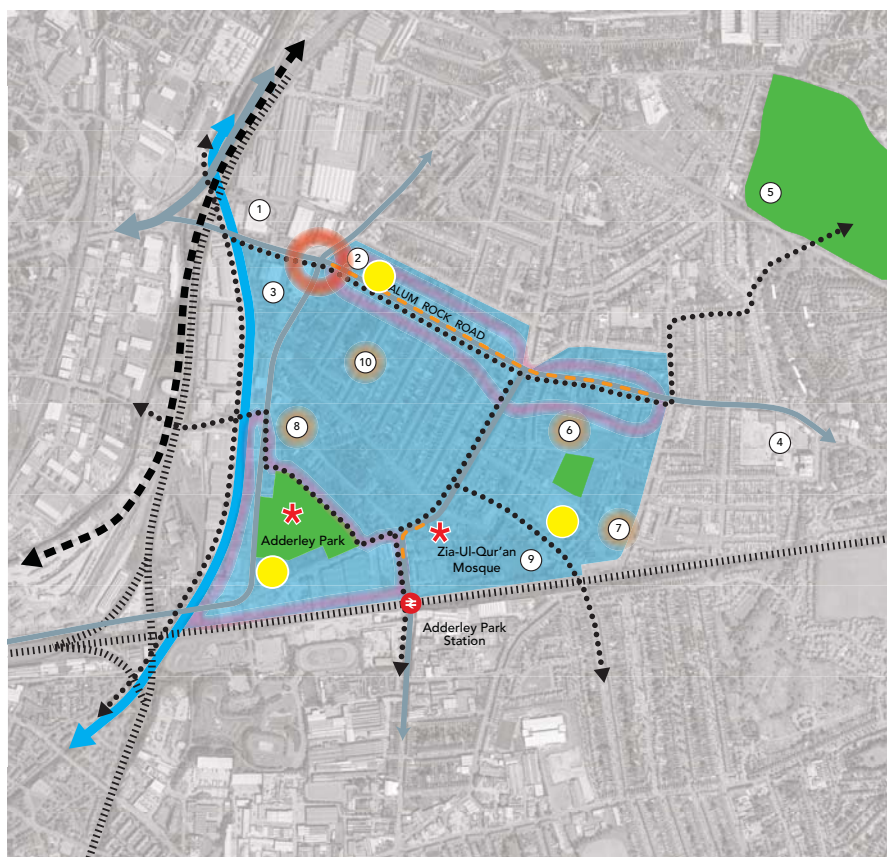 5
1
2
3
ALUM ROCK ROAD
10
8
6
4
7
Adderley Park
Zia-Ul-Qur'an
Mosque
9
Adderley Park
Station